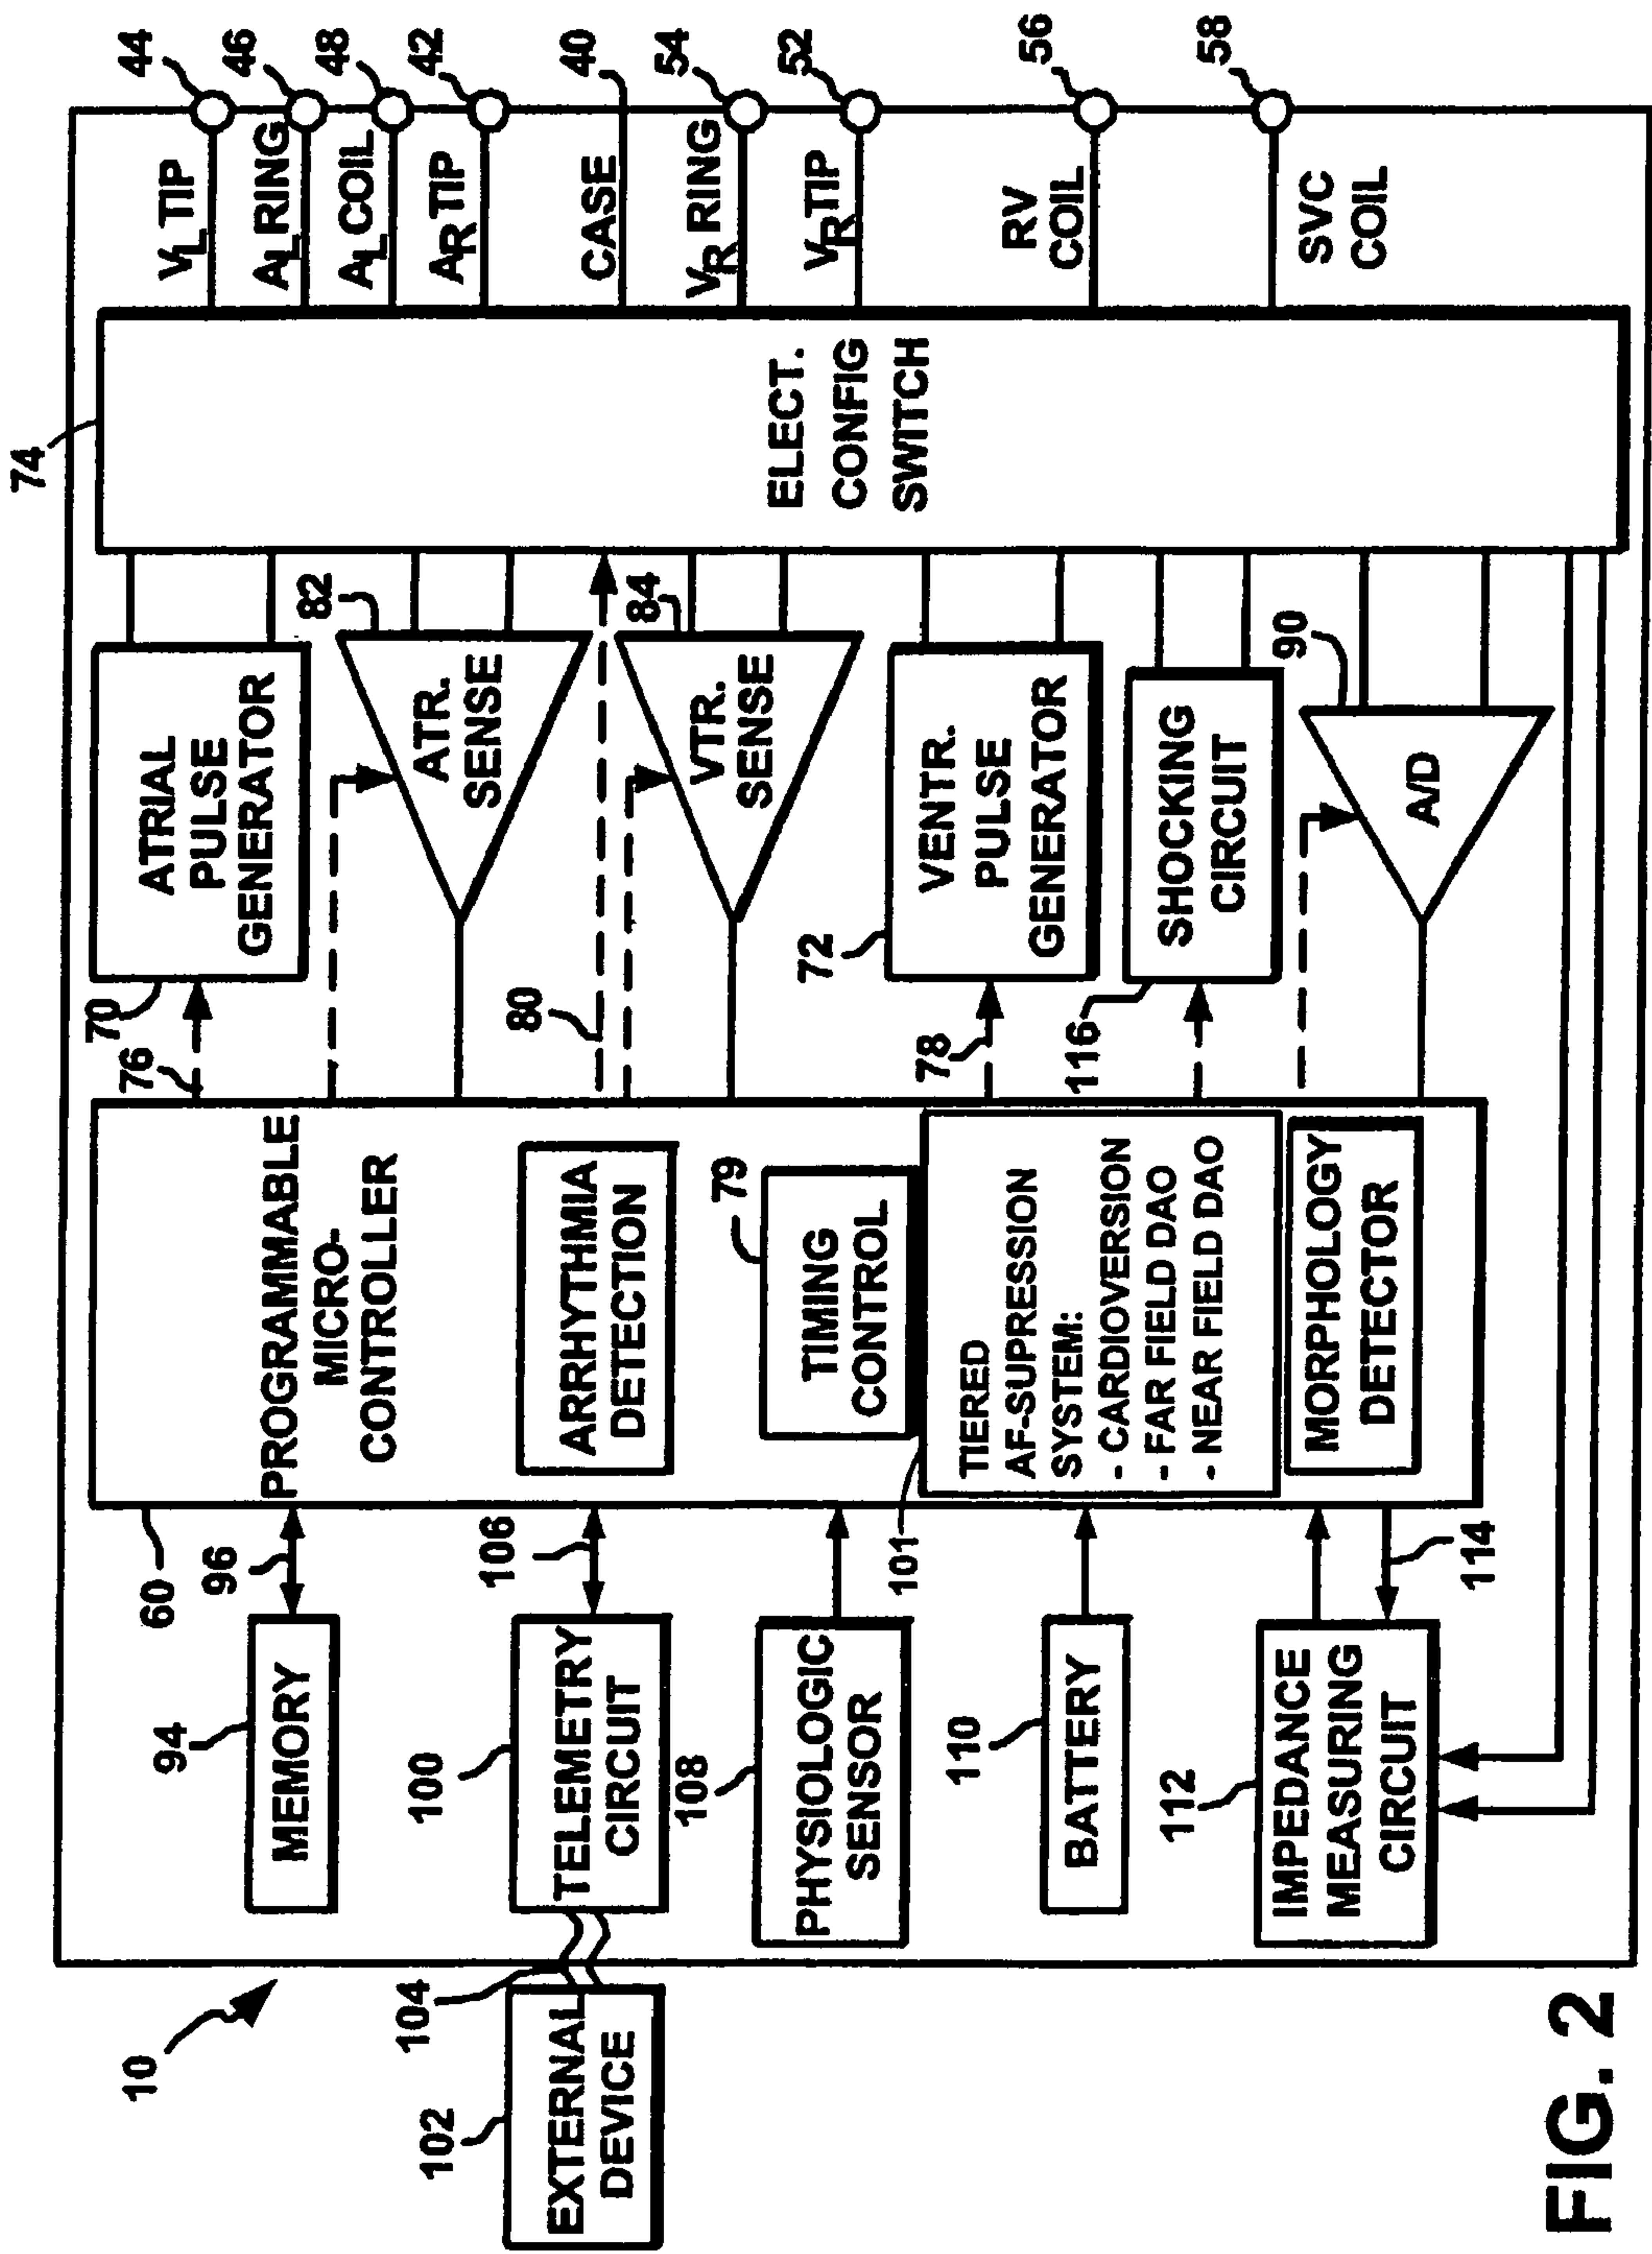 10
60
74
94
MEMORY
96
PROGRAMMABLE
MICRO-
CONTROLLER
76
70
ATRIAL
PULSE
GENERATOR
82
ATR.
SENSE
80
84
VTR.
SENSE
ELECT.
CONFIG
SWITCH
VL TIP
44
AL RING
46
AL COIL
48
AR TIP
42
CASE
40
VR RING
54
VR TIP
52
RV
COIL
56
SVC
COIL
58
102
EXTERNAL
DEVICE
104
100
TELEMETRY
CIRCUIT
106
ARRHYTHMIA
DETECTION
108
PHYSIOLOGIC
SENSOR
79
TIMING
CONTROL
101
TIERED
AF-SUPRESSION
SYSTEM:
- CARDIOVERSION
- FAR FIELD DAO
- NEAR FIELD DAO
72
78
VENTR.
PULSE
GENERATOR
110
BATTERY
116
SHOCKING
CIRCUIT
112
IMPEDANCE
MEASURING
CIRCUIT
114
MORPHOLOGY
DETECTOR
90
A/D
FIG. 2